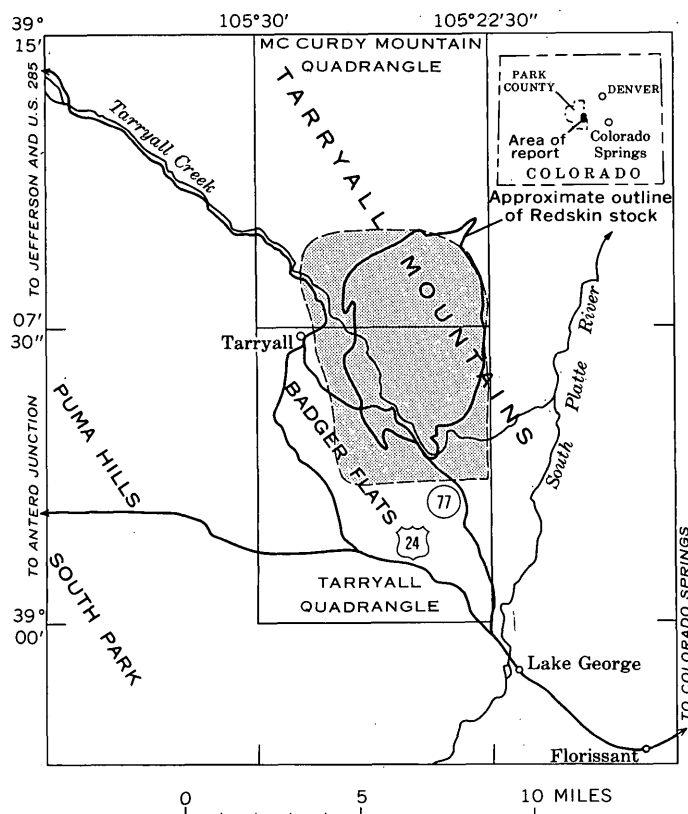 105°30' 105°22'30"
39°
15'
MC CURDY MOUNTAIN
QUADRANGLE
PARK
COUNTY
DENVER
Area of
report
Colorado
Springs
COLORADO
TO JEFFERSON AND U.S. 285
Tarryall Creek
TARRYALL MOUNTAINS
Approximate outline
of Redskin stock
07'
30"
Tarryall
South Platte River
PUMA HILLS
BADGER FLATS
TO ANTERO JUNCTION
77
24
SOUTH PARK
TARRYALL
QUADRANGLE
39°
00'
Lake George
TO COLORADO SPRINGS
Florissant
0 5 10 MILES